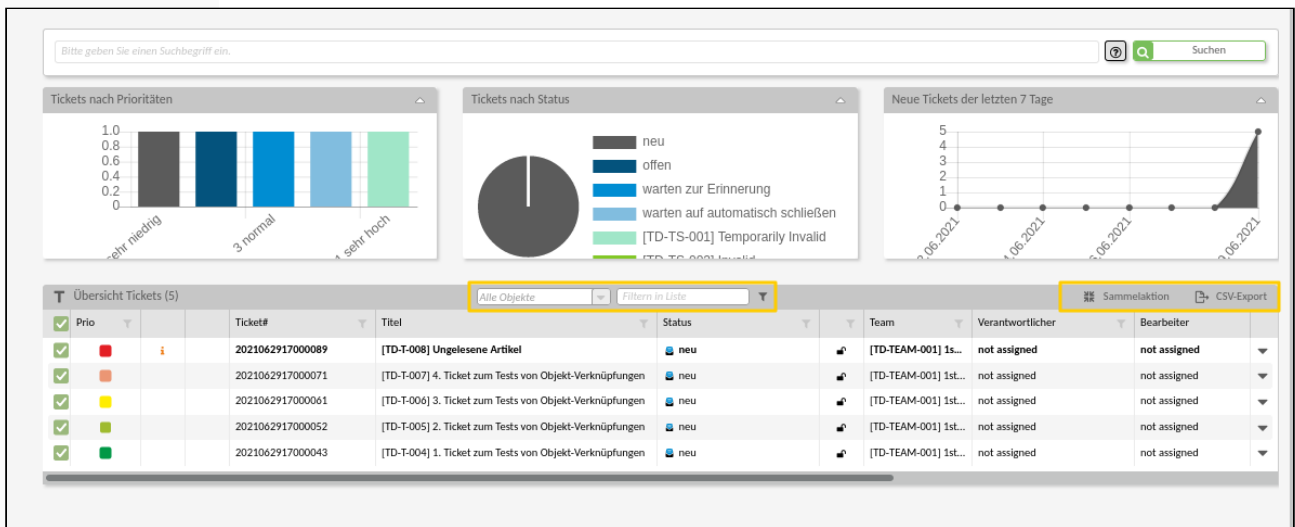 Bitte geben Sie einen Suchbegriff ein.
Suchen
Tickets nach Prioritäten
Tickets nach Status
Neue Tickets der letzten 7 Tage
1.0
0.8
0.6
0.4
0.2
0
sehr niedrig
3 normal
sehr hoch
neu
offen
warten zur Erinnerung
warten auf automatisch schließen
[TD-TS-001] Temporarily Invalid
5
4
3
2
1
0
.06.2021
.06.2021
.06.2021
.06.2021
Übersicht Tickets (5)
Alle Objekte
Filtern in Liste
Sammelaktion
CSV-Export
Prio Ticket# Titel Status Team Verantwortlicher Bearbeiter
i 2021062917000089 [TD-T-008] Ungelesene Artikel neu [TD-TEAM-001] 1s... not assigned not assigned
2021062917000071 [TD-T-007] 4. Ticket zum Tests von Objekt-Verknüpfungen neu [TD-TEAM-001] 1st... not assigned not assigned
2021062917000061 [TD-T-006] 3. Ticket zum Tests von Objekt-Verknüpfungen neu [TD-TEAM-001] 1st... not assigned not assigned
2021062917000052 [TD-T-005] 2. Ticket zum Tests von Objekt-Verknüpfungen neu [TD-TEAM-001] 1st... not assigned not assigned
2021062917000043 [TD-T-004] 1. Ticket zum Tests von Objekt-Verknüpfungen neu [TD-TEAM-001] 1st... not assigned not assigned